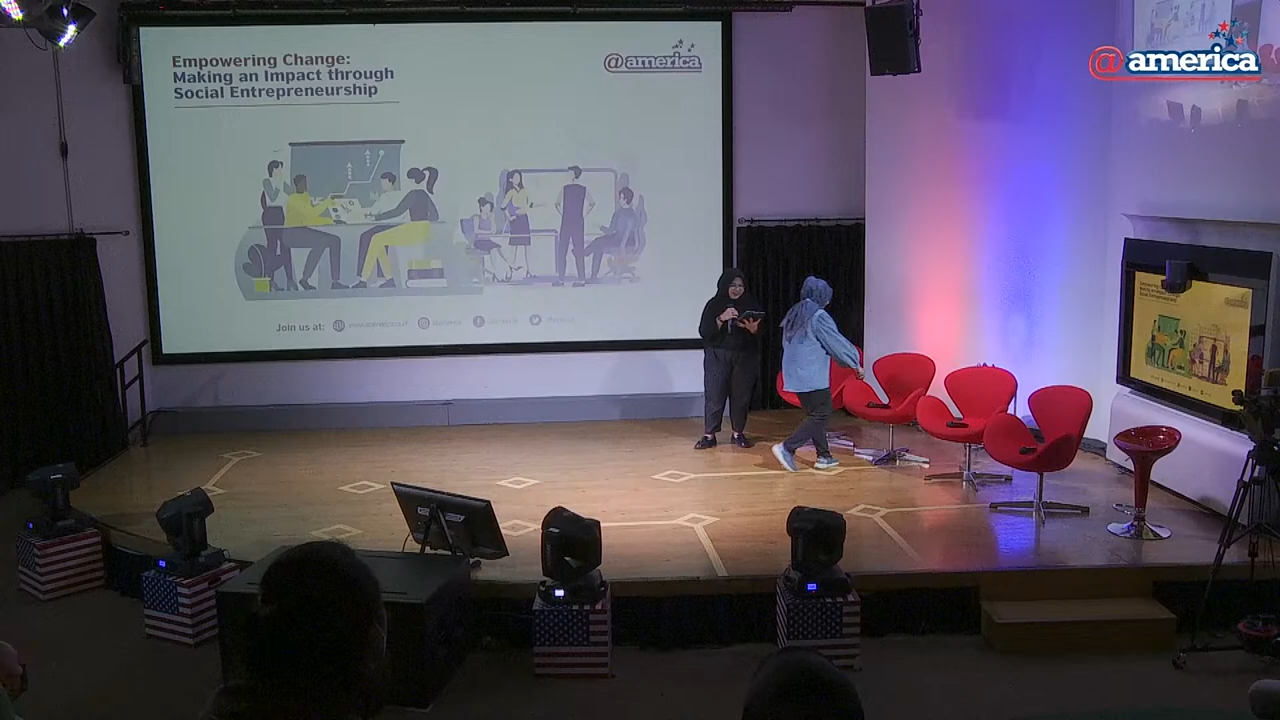 Empowering Change:
Making an Impact through
Social Entrepreneurship
@america
Join us at:
@america